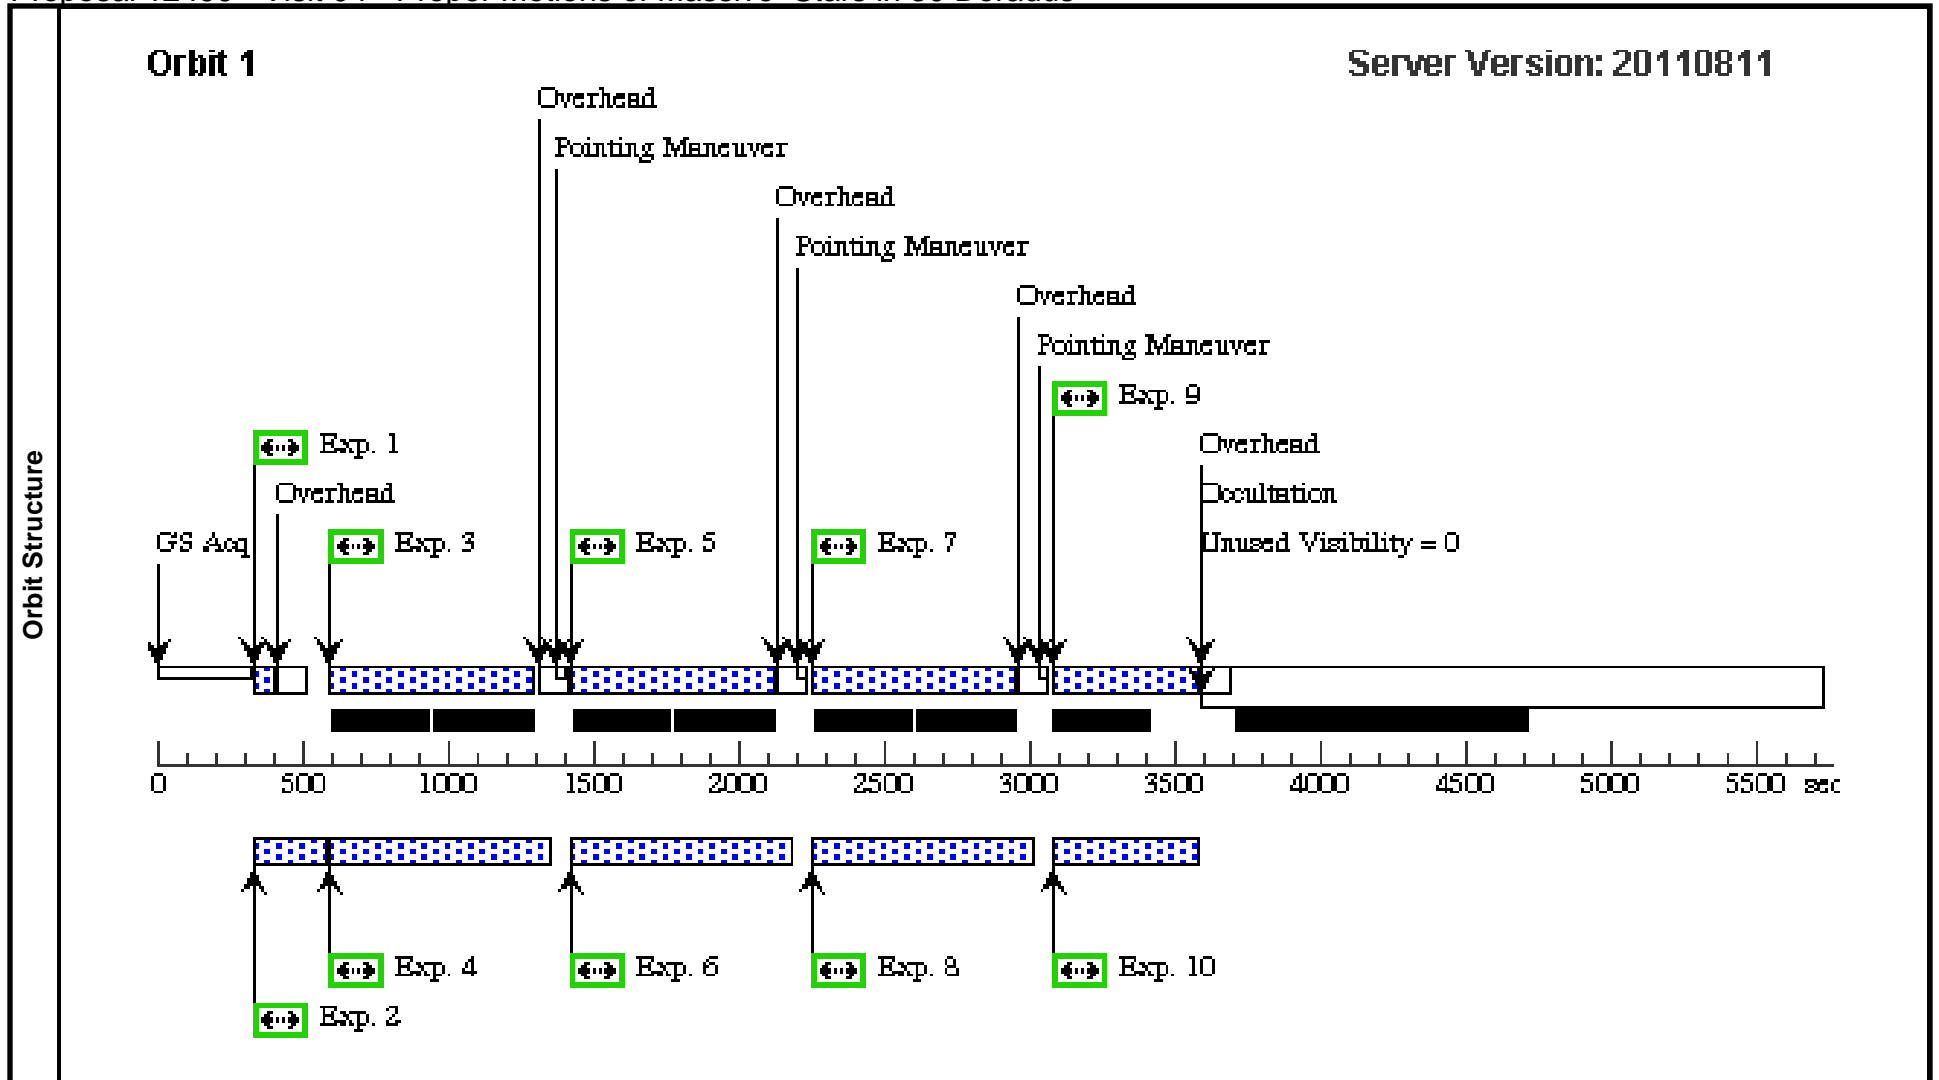 Orbit 1
Server Version: 20110811
Overhead
Pointing Maneuver
Overhead
Pointing Maneuver
Overhead
Pointing Maneuver
Exp. 9
Exp. 1
Overhead
Overhead
Occultation
GS Acq
Exp. 3
Exp. 5
Exp. 7
Unused Visibility = 0
Orbit Structure
0 500 1000 1500 2000 2500 3000 3500 4000 4500 5000 5500 sec
Exp. 4
Exp. 6
Exp. 8
Exp. 10
Exp. 2